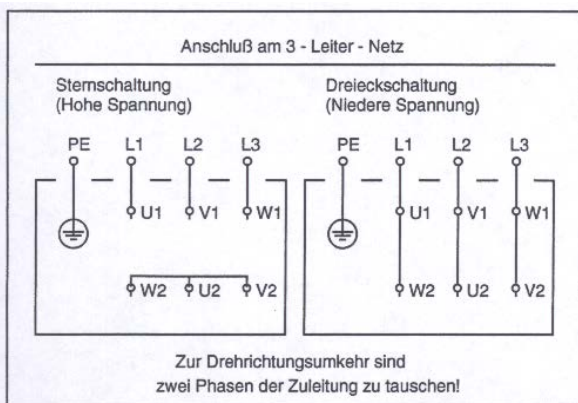 Anschluß am 3 - Leiter - Netz
Sternschaltung
(Hohe Spannung)
Dreieckschaltung
(Niedere Spannung)
PE L1 L2 L3
PE L1 L2 L3
U1 V1 W1
U1 V1 W1
W2 U2 V2
W2 U2 V2
Zur Drehrichtungsumkehr sind
zwei Phasen der Zuleitung zu tauschen!